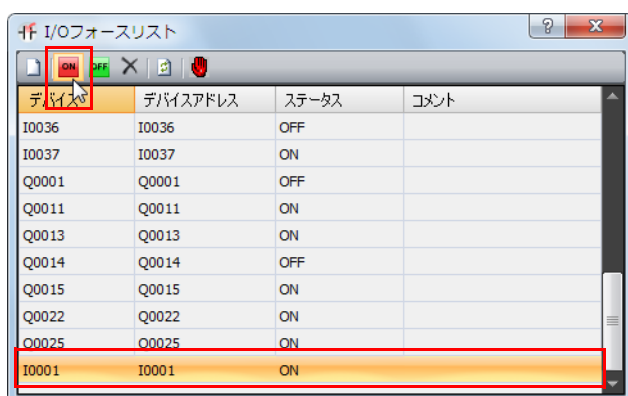 I/Oフォースリスト
ON OFF
デバイス デバイスアドレス ステータス コメント
I0036 I0036 OFF
I0037 I0037 ON
Q0001 Q0001 OFF
Q0011 Q0011 ON
Q0013 Q0013 ON
Q0014 Q0014 OFF
Q0015 Q0015 ON
Q0022 Q0022 ON
Q0025 Q0025 ON
I0001 I0001 ON